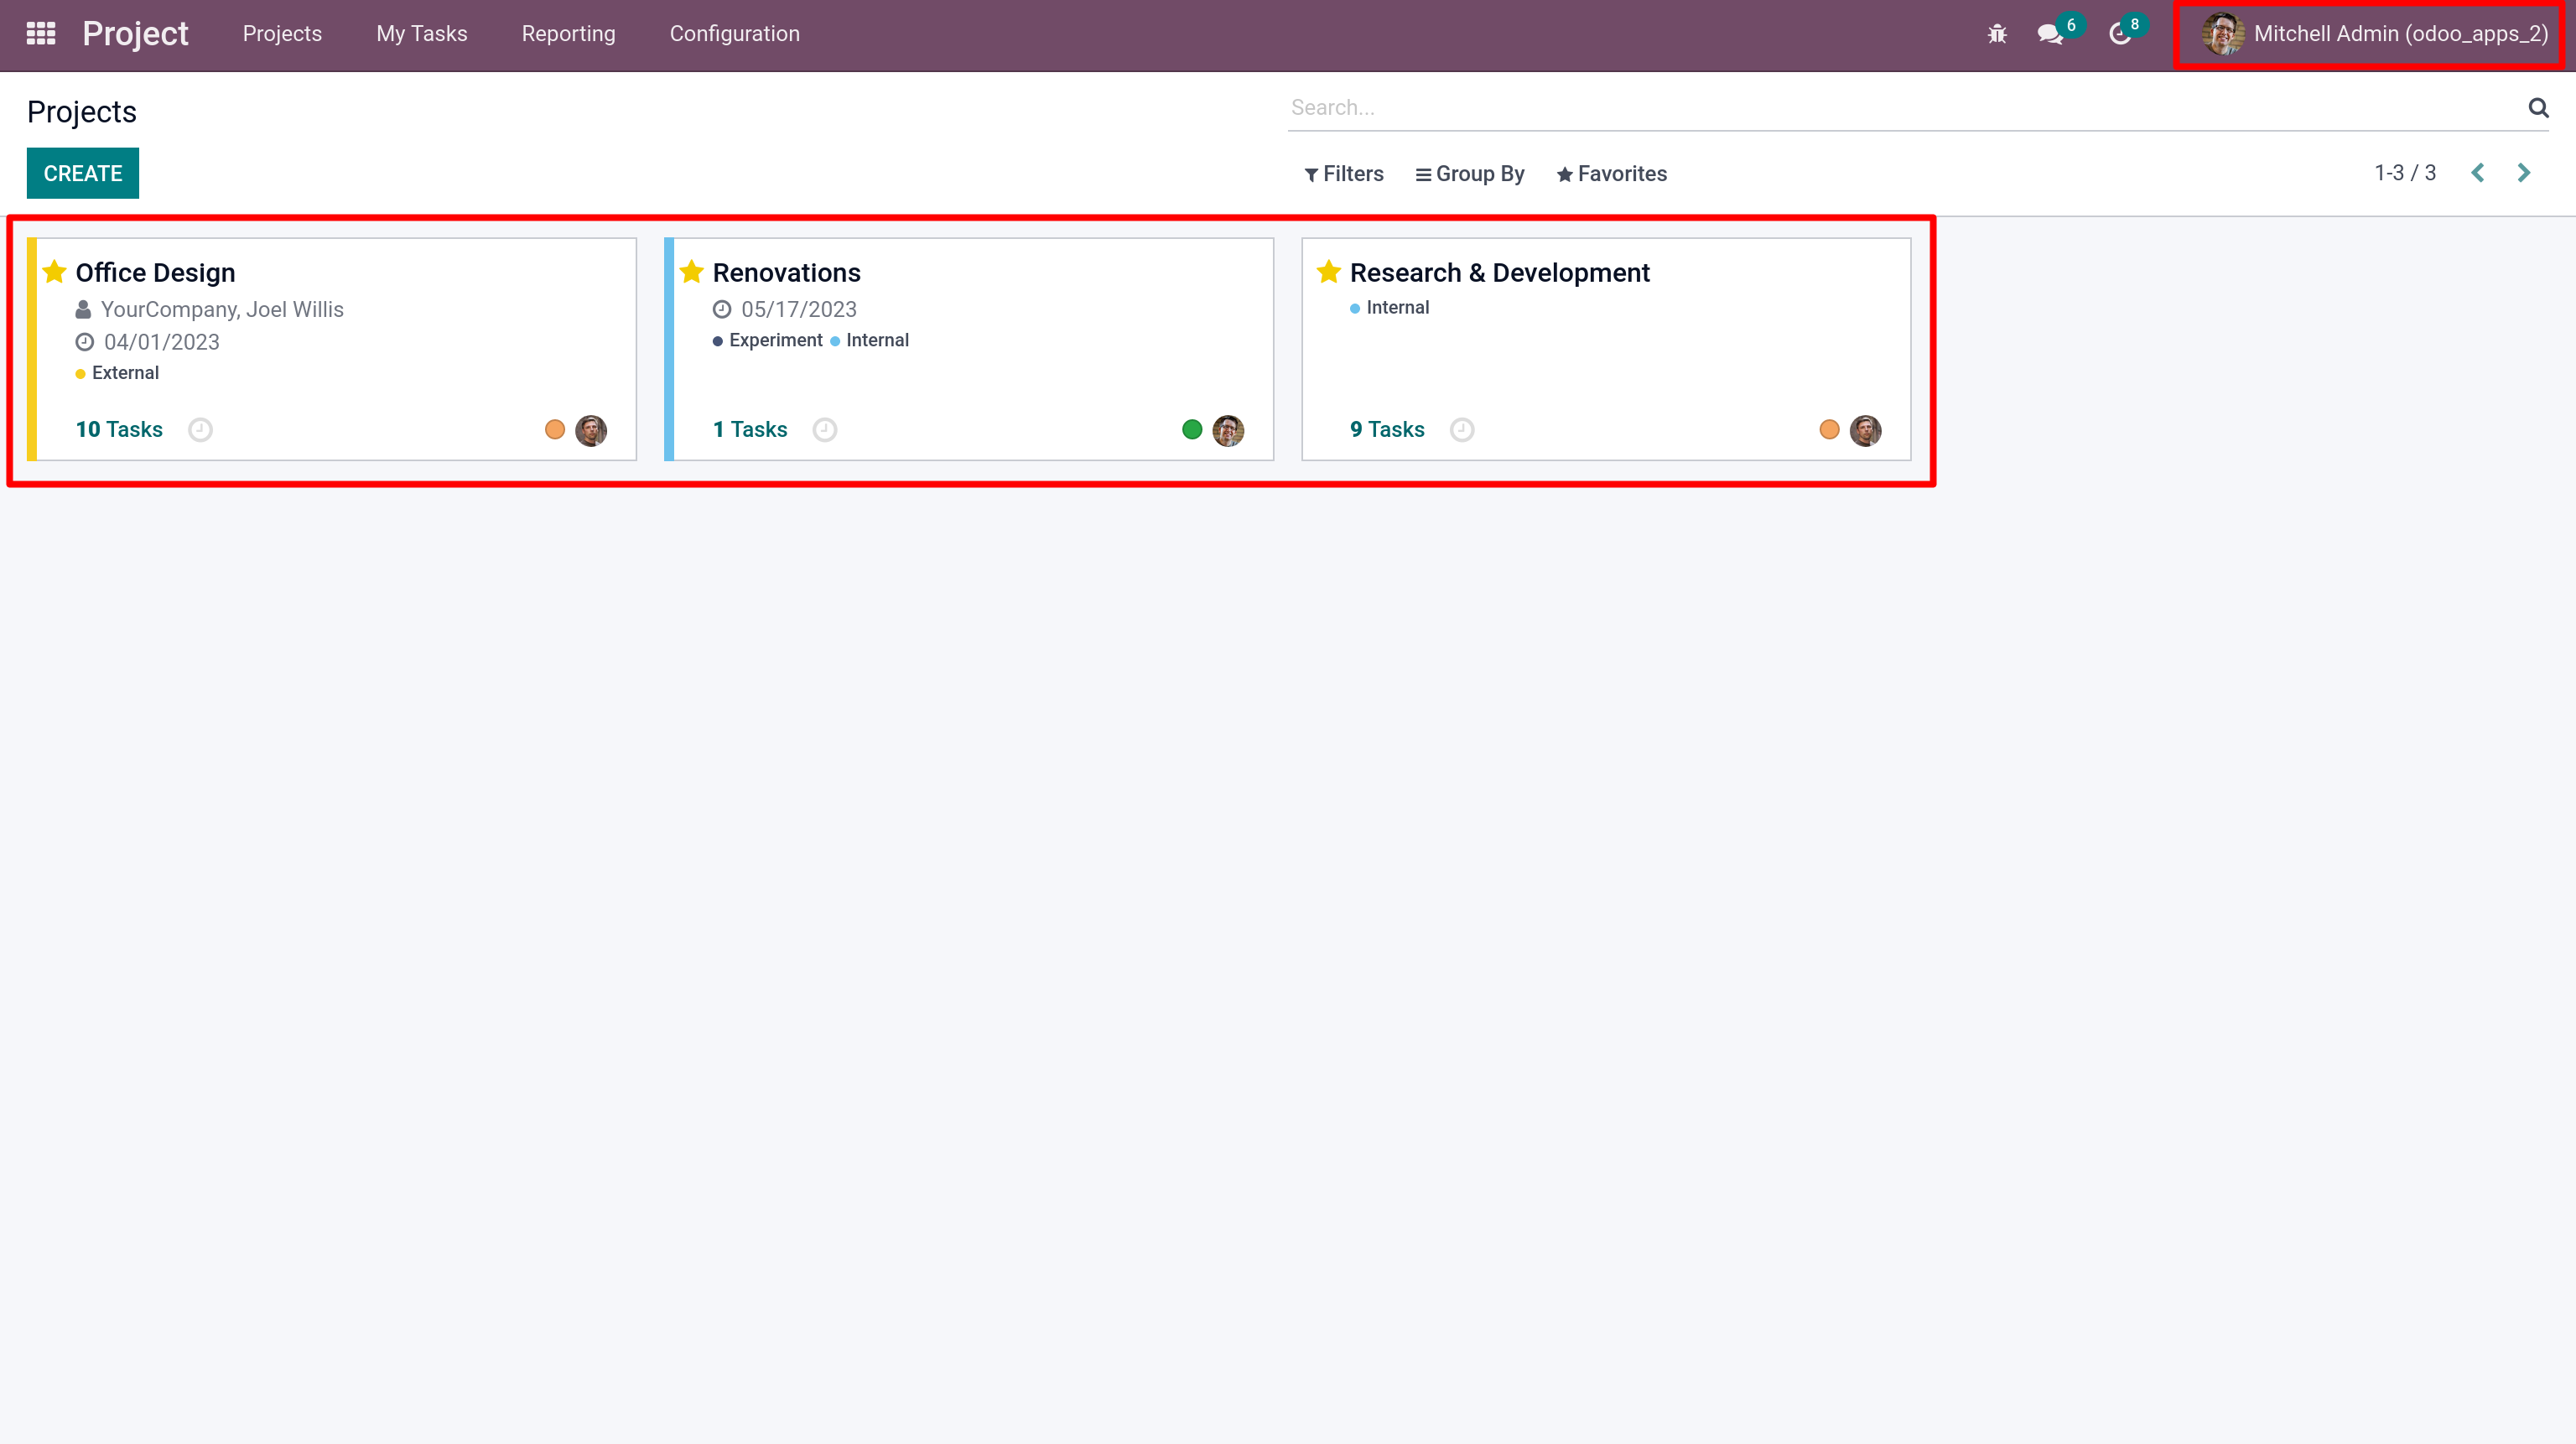 Project Projects My Tasks Reporting Configuration 6 8 Mitchell Admin (odoo_apps_2)
Projects
Search...
CREATE
Filters Group By Favorites 1-3 / 3
Office Design
YourCompany, Joel Willis
04/01/2023
External
10 Tasks
Renovations
05/17/2023
Experiment Internal
1 Tasks
Research & Development
Internal
9 Tasks